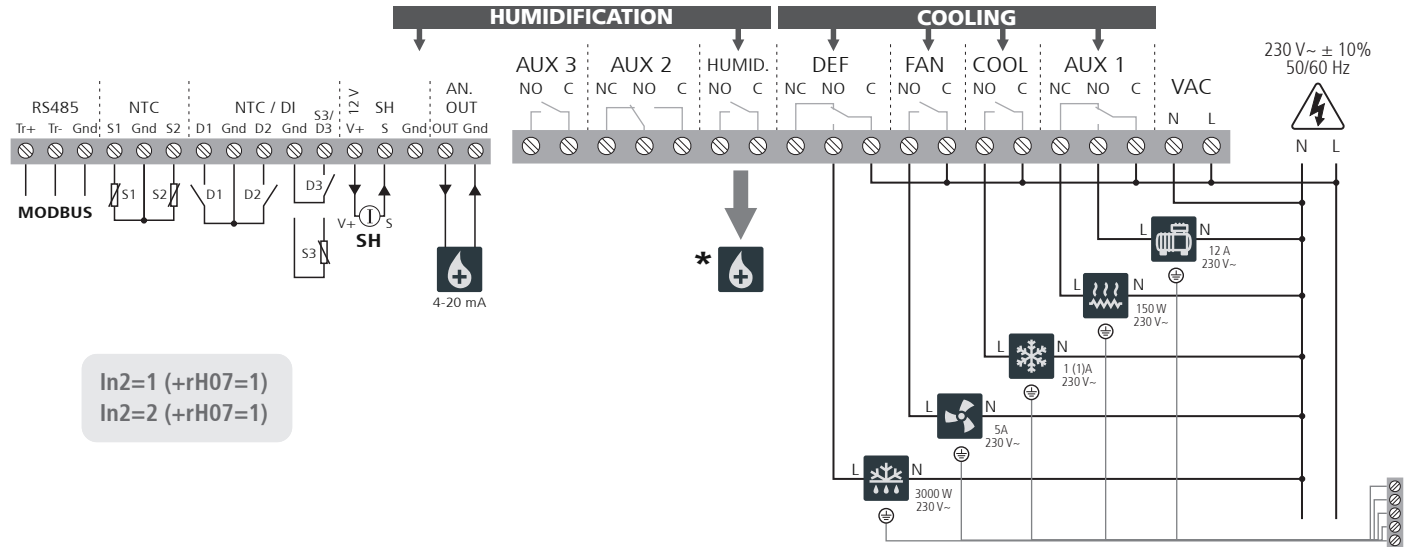 HUMIDIFICATION
COOLING
230 V~ ± 10%
50/60 Hz
AUX 3
AUX 2
HUMID.
DEF
FAN
COOL
AUX 1
VAC
NO C
NC NO C
NO C
NC NO C
NO C
NO C
NC NO C
N L
N L
RS485
NTC
NTC / DI
12 V
SH
AN.
OUT
Tr+ Tr- Gnd S1 Gnd S2 D1 Gnd D2 Gnd S3/
D3 V+ S Gnd OUT Gnd
MODBUS
S1
S2
D1
D2
D3
S3
V+ I S
SH
4-20 mA
*
L N
12 A
230 V~
L N
150 W
230 V~
L N
1 (1)A
230 V~
L N
5A
230 V~
L N
3000 W
230 V~
In2=1 (+rH07=1)
In2=2 (+rH07=1)